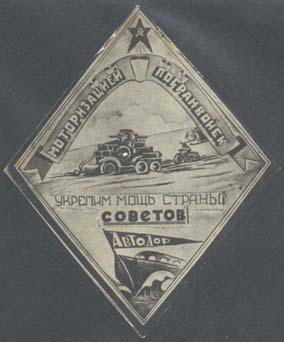 МОТОРИЗАЦИЕЙ ПОГРАНВОЙСК
УКРЕПИМ МОЩЬ СТРАНЫ
СОВЕТОВ!
АВТОДОР